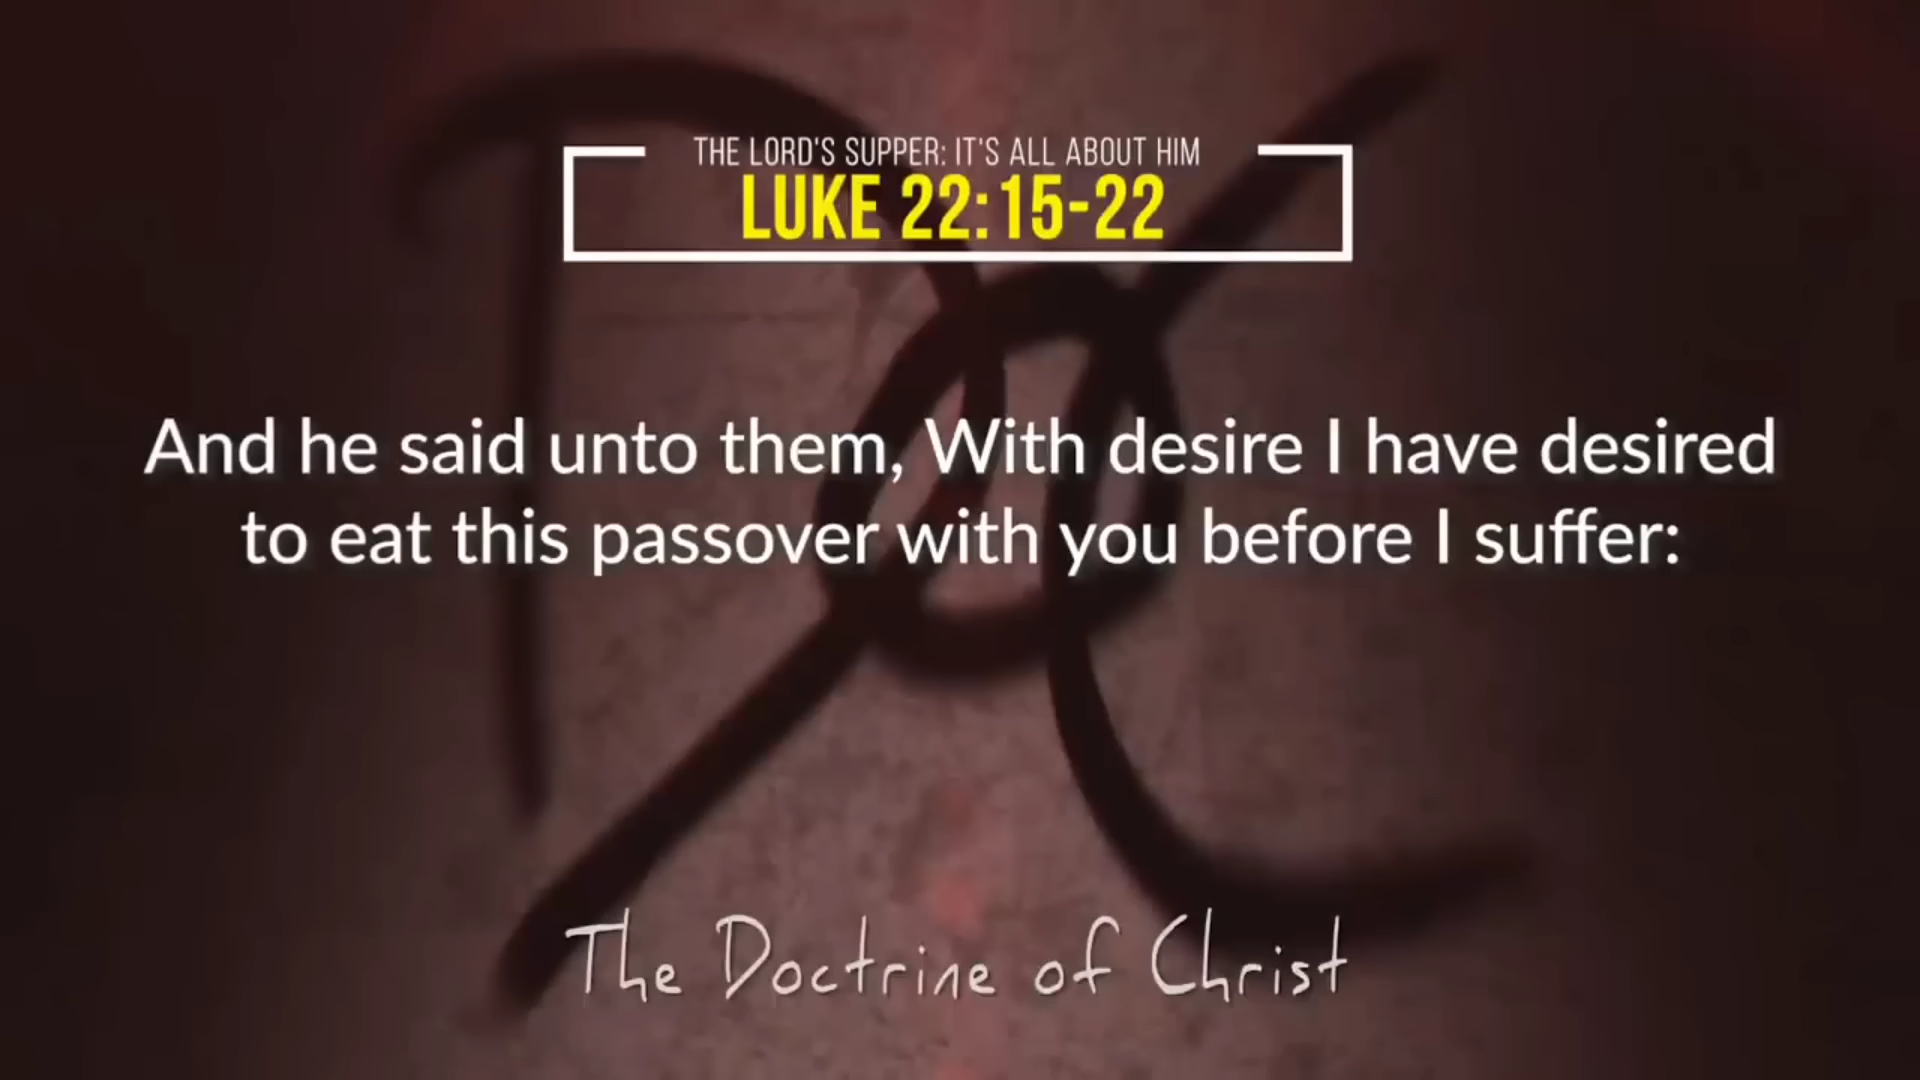 THE LORD'S SUPPER: IT'S ALL ABOUT HIM
LUKE 22:15-22
And he said unto them, With desire I have desired
to eat this passover with you before I suffer:
The Doctrine of Christ